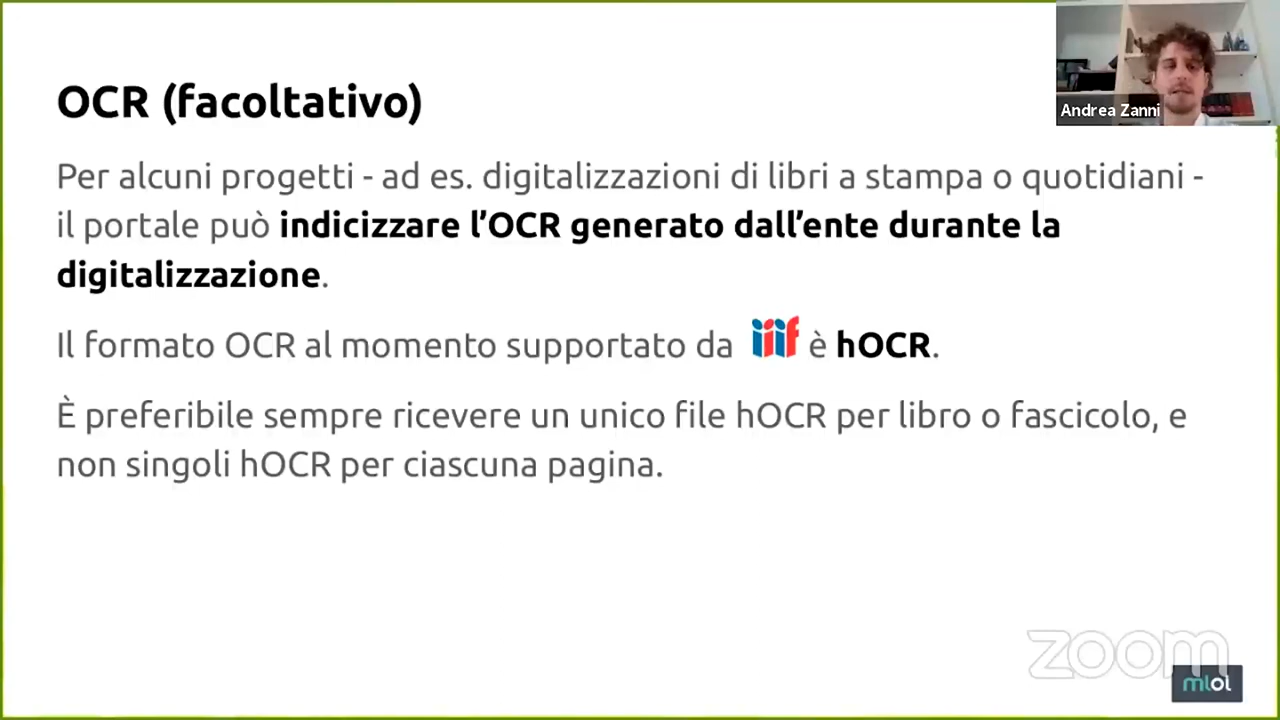 OCR (facoltativo)
Andrea Zanni
Per alcuni progetti - ad es. digitalizzazioni di libri a stampa o quotidiani -
il portale può indicizzare l’OCR generato dall’ente durante la
digitalizzazione.
Il formato OCR al momento supportato da iiif è hOCR.
È preferibile sempre ricevere un unico file hOCR per libro o fascicolo, e
non singoli hOCR per ciascuna pagina.
zoom
mlol